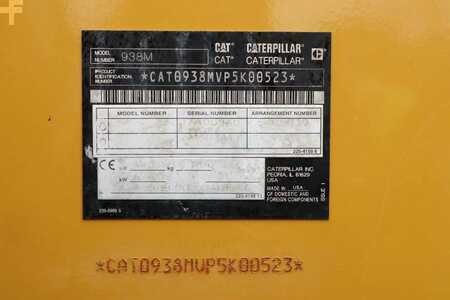 MODEL NUMBER 938M
CAT CATERPILLAR
CAT CATERPILLAR
PRODUCT IDENTIFICATION NUMBER *CAT0938MVP5K00523*
MODEL NUMBER SERIAL NUMBER ARRANGEMENT NUMBER
CE kg
kW
CATERPILLAR INC.
PEORIA, IL 61629
USA
MADE IN USA
OF DOMESTIC AND
FOREIGN CONTENT
*CAT0938MVP5K00523*